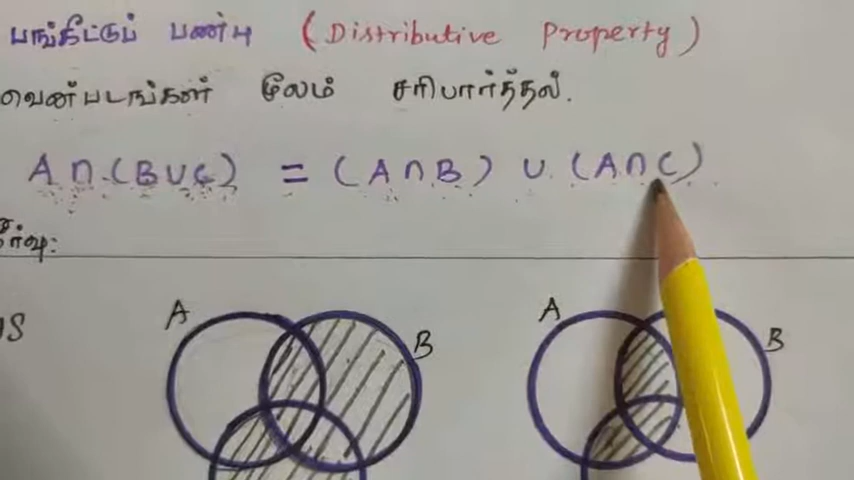 பங்கீட்டுப் பண்பு (Distributive Property)
வென்படங்கள் மூலம் சரிபார்த்தல்.
A∩(B∪C) = (A∩B) ∪ (A∩C)
A B A B